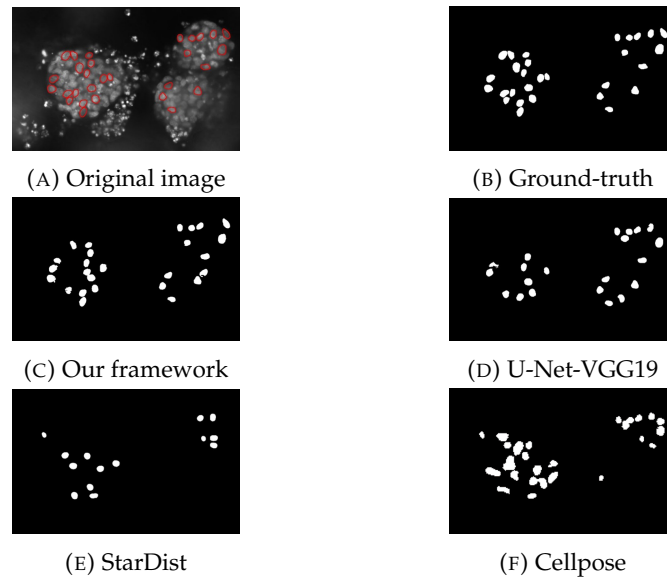 (A) Original image
(B) Ground-truth
(C) Our framework
(D) U-Net-VGG19
(E) StarDist
(F) Cellpose